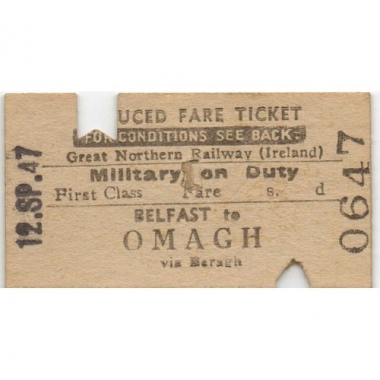 UCED FARE TICKET
FOR CONDITIONS SEE BACK.
Great Northern Railway (Ireland)
Military on Duty
First Class Fare s. d
BELFAST to
OMAGH
via Beragh
12.SP.47
0647